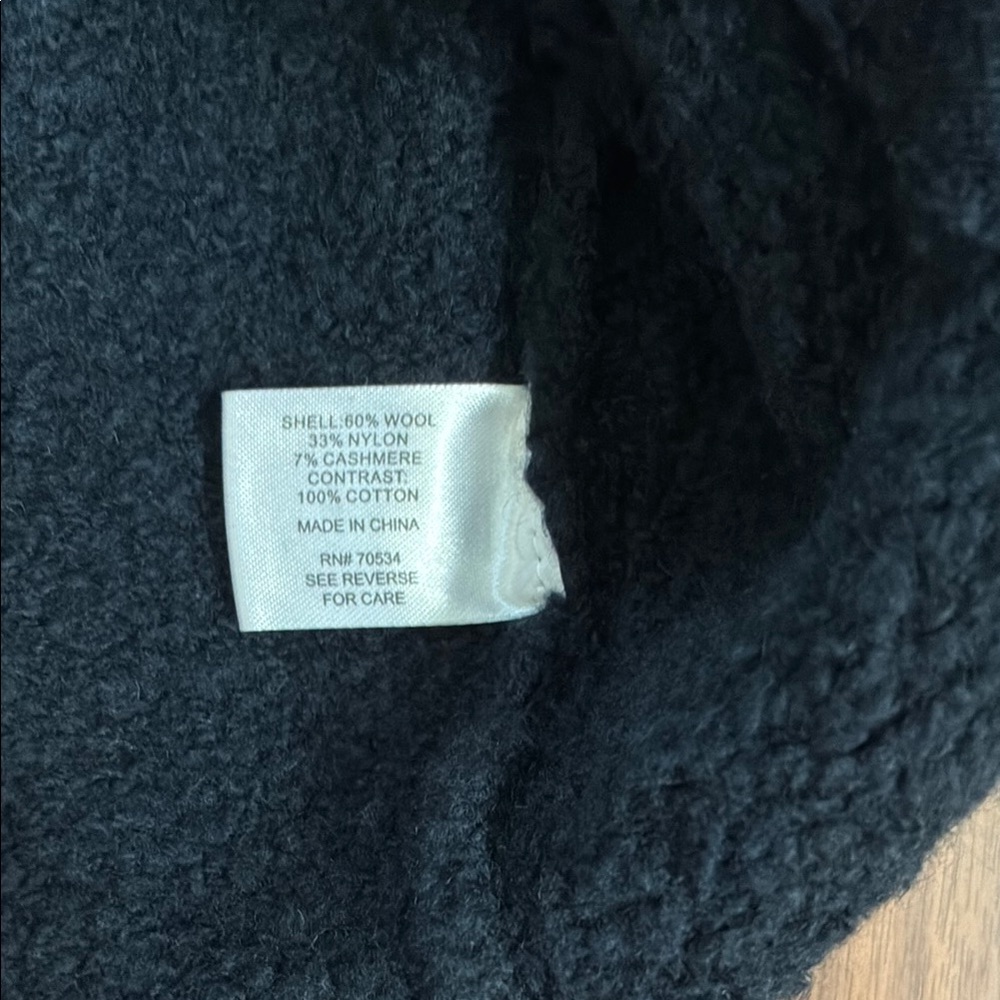 SHELL:60% WOOL
33% NYLON
7% CASHMERE
CONTRAST:
100% COTTON
MADE IN CHINA
RN# 70534
SEE REVERSE
FOR CARE